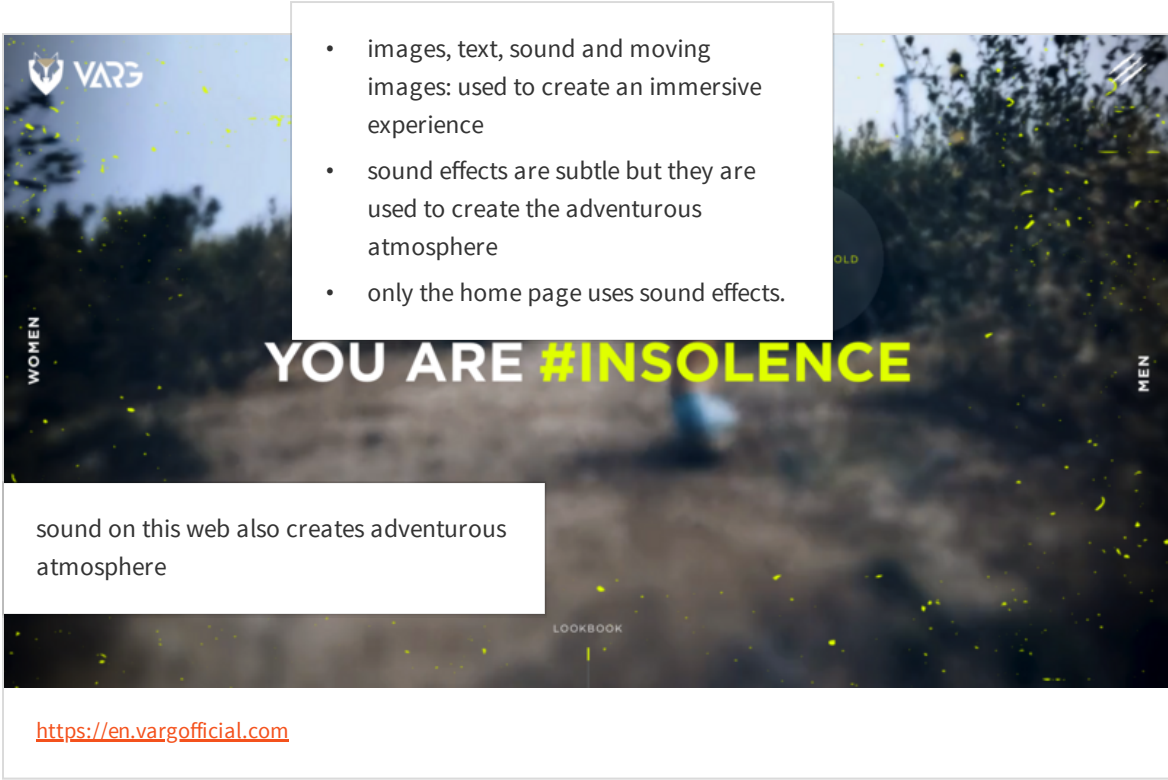 • images, text, sound and moving
images: used to create an immersive
experience
• sound effects are subtle but they are
used to create the adventurous
atmosphere
• only the home page uses sound effects.
VARG
OLD
WOMEN
YOU ARE #INSOLENCE
MEN
sound on this web also creates adventurous
atmosphere
LOOKBOOK
https://en.vargofficial.com